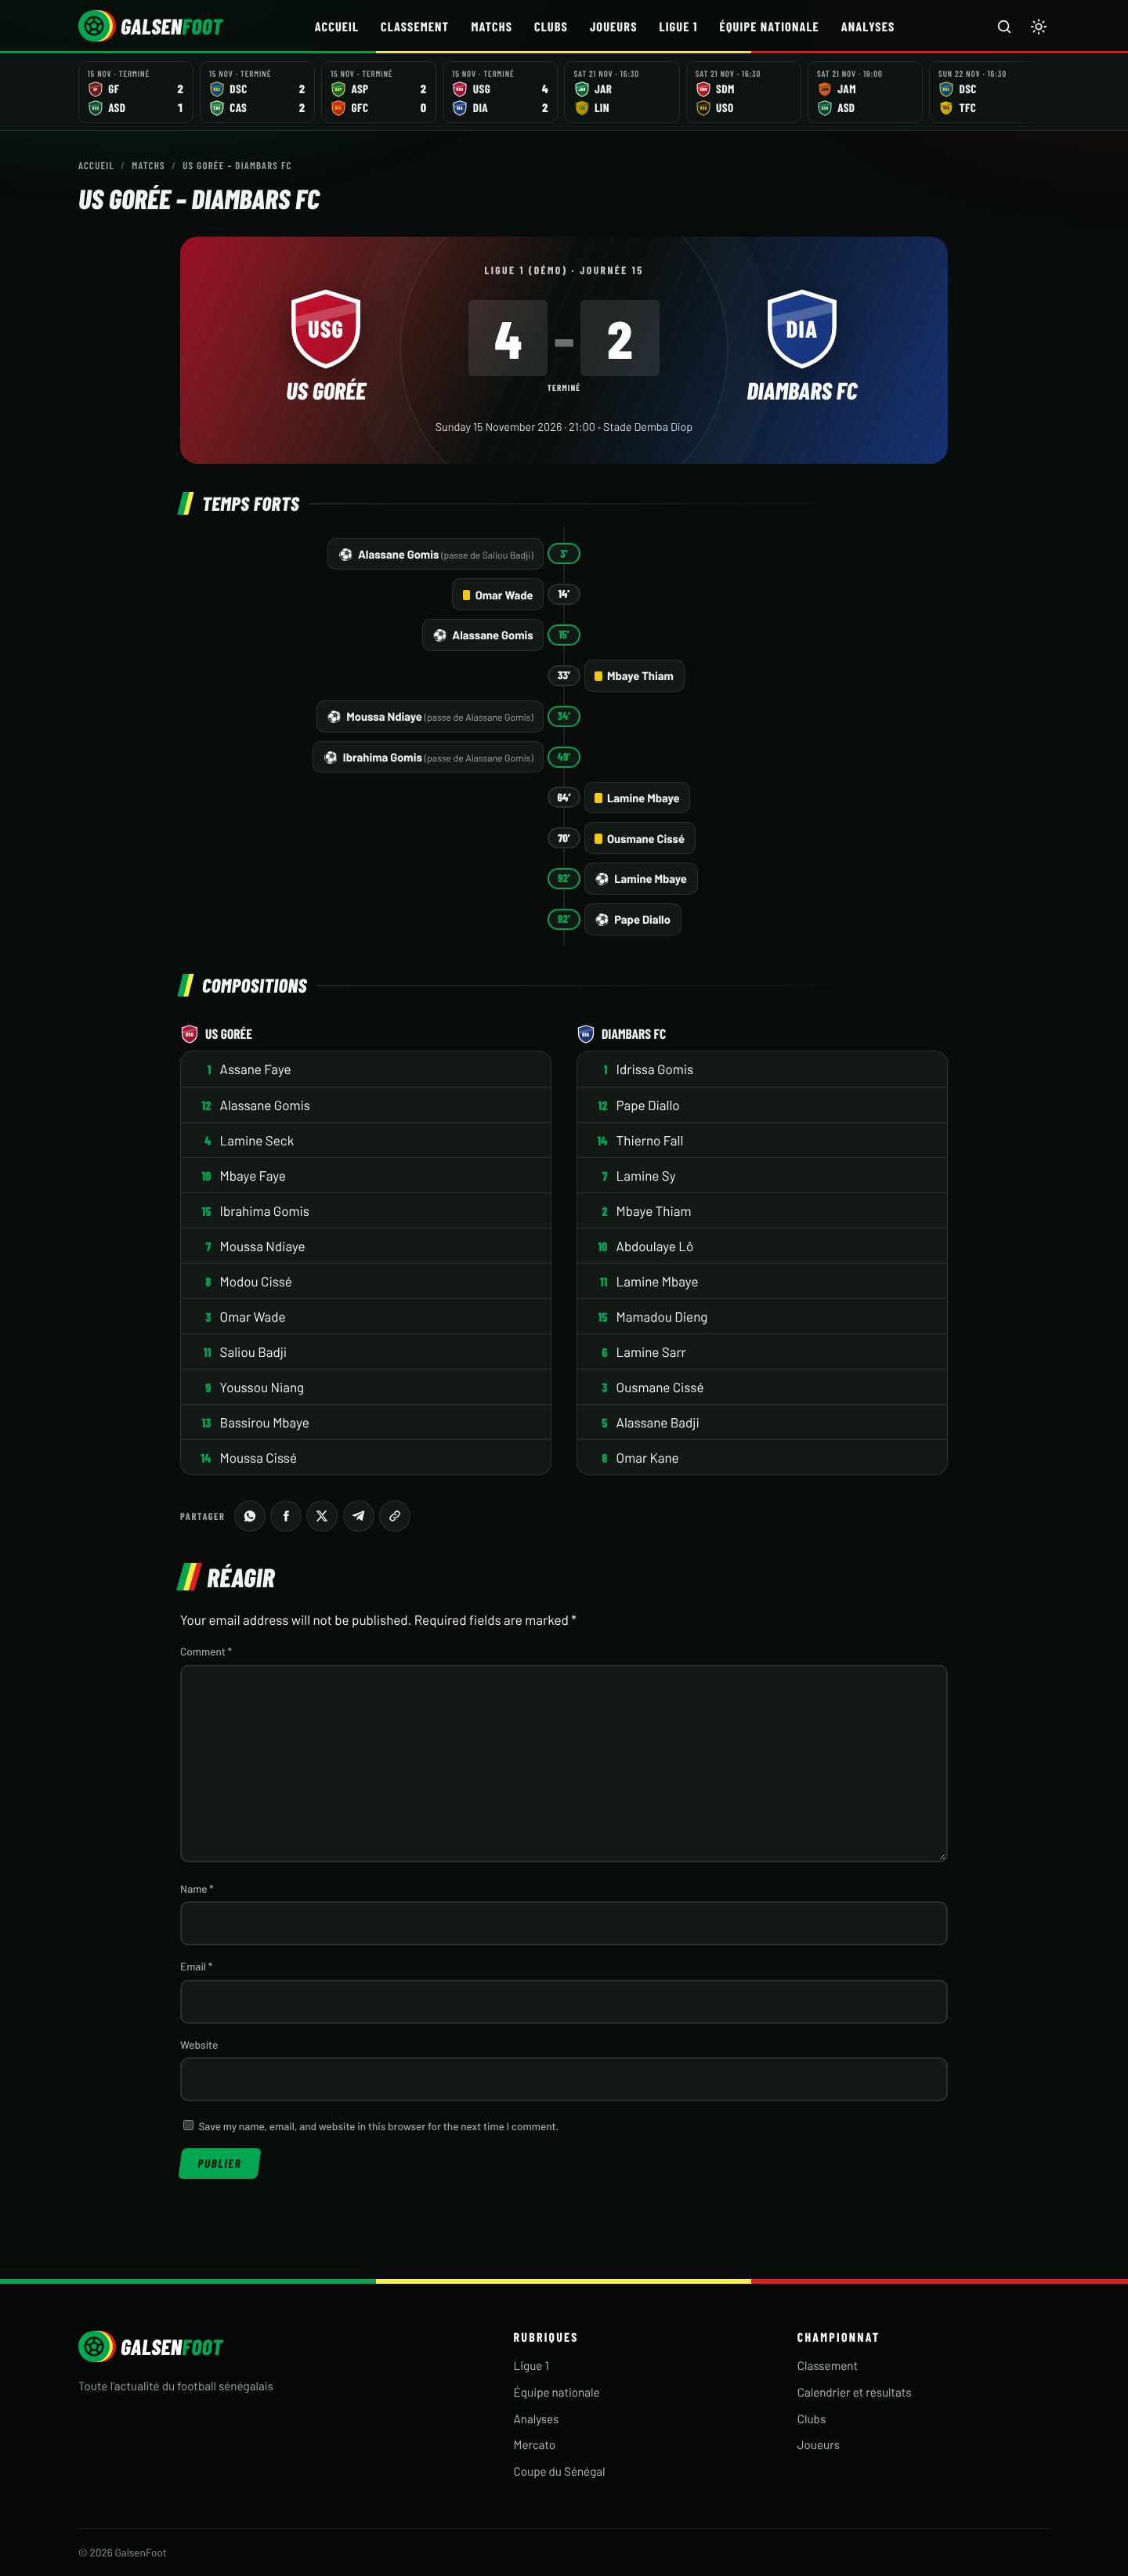 GALSENFOOT
ACCUEIL CLASSEMENT MATCHS CLUBS JOUEURS LIGUE 1 ÉQUIPE NATIONALE ANALYSES
15 NOV · TERMINÉ
GF 2
ASD 1
15 NOV · TERMINÉ
DSC 2
CAS 2
15 NOV · TERMINÉ
ASP 2
GFC 0
15 NOV · TERMINÉ
USG 4
DIA 2
SAT 21 NOV · 16:30
JAR
LIN
SAT 21 NOV · 16:30
SDM
USO
SAT 21 NOV · 19:00
JAM
ASD
SUN 22 NOV · 16:30
DSC
TFC
ACCUEIL / MATCHS / US GORÉE – DIAMBARS FC
US GORÉE – DIAMBARS FC
LIGUE 1 (DÉMO) · JOURNÉE 15
USG
US GORÉE
4 – 2
TERMINÉ
DIA
DIAMBARS FC
Sunday 15 November 2026 · 21:00 • Stade Demba Diop
TEMPS FORTS
Alassane Gomis (passe de Saliou Badji) 3'
Omar Wade 14'
Alassane Gomis 15'
33' Mbaye Thiam
Moussa Ndiaye (passe de Alassane Gomis) 34'
Ibrahima Gomis (passe de Alassane Gomis) 49'
64' Lamine Mbaye
70' Ousmane Cissé
92' Lamine Mbaye
92' Pape Diallo
COMPOSITIONS
US GORÉE
1 Assane Faye
12 Alassane Gomis
4 Lamine Seck
10 Mbaye Faye
15 Ibrahima Gomis
7 Moussa Ndiaye
8 Modou Cissé
3 Omar Wade
11 Saliou Badji
9 Youssou Niang
13 Bassirou Mbaye
14 Moussa Cissé
DIAMBARS FC
1 Idrissa Gomis
12 Pape Diallo
14 Thierno Fall
7 Lamine Sy
2 Mbaye Thiam
10 Abdoulaye Lô
11 Lamine Mbaye
15 Mamadou Dieng
6 Lamine Sarr
3 Ousmane Cissé
5 Alassane Badji
8 Omar Kane
PARTAGER
RÉAGIR
Your email address will not be published. Required fields are marked *
Comment *
Name *
Email *
Website
Save my name, email, and website in this browser for the next time I comment.
PUBLIER
GALSENFOOT
Toute l'actualité du football sénégalais
RUBRIQUES
Ligue 1
Équipe nationale
Analyses
Mercato
Coupe du Sénégal
CHAMPIONNAT
Classement
Calendrier et résultats
Clubs
Joueurs
© 2026 GalsenFoot